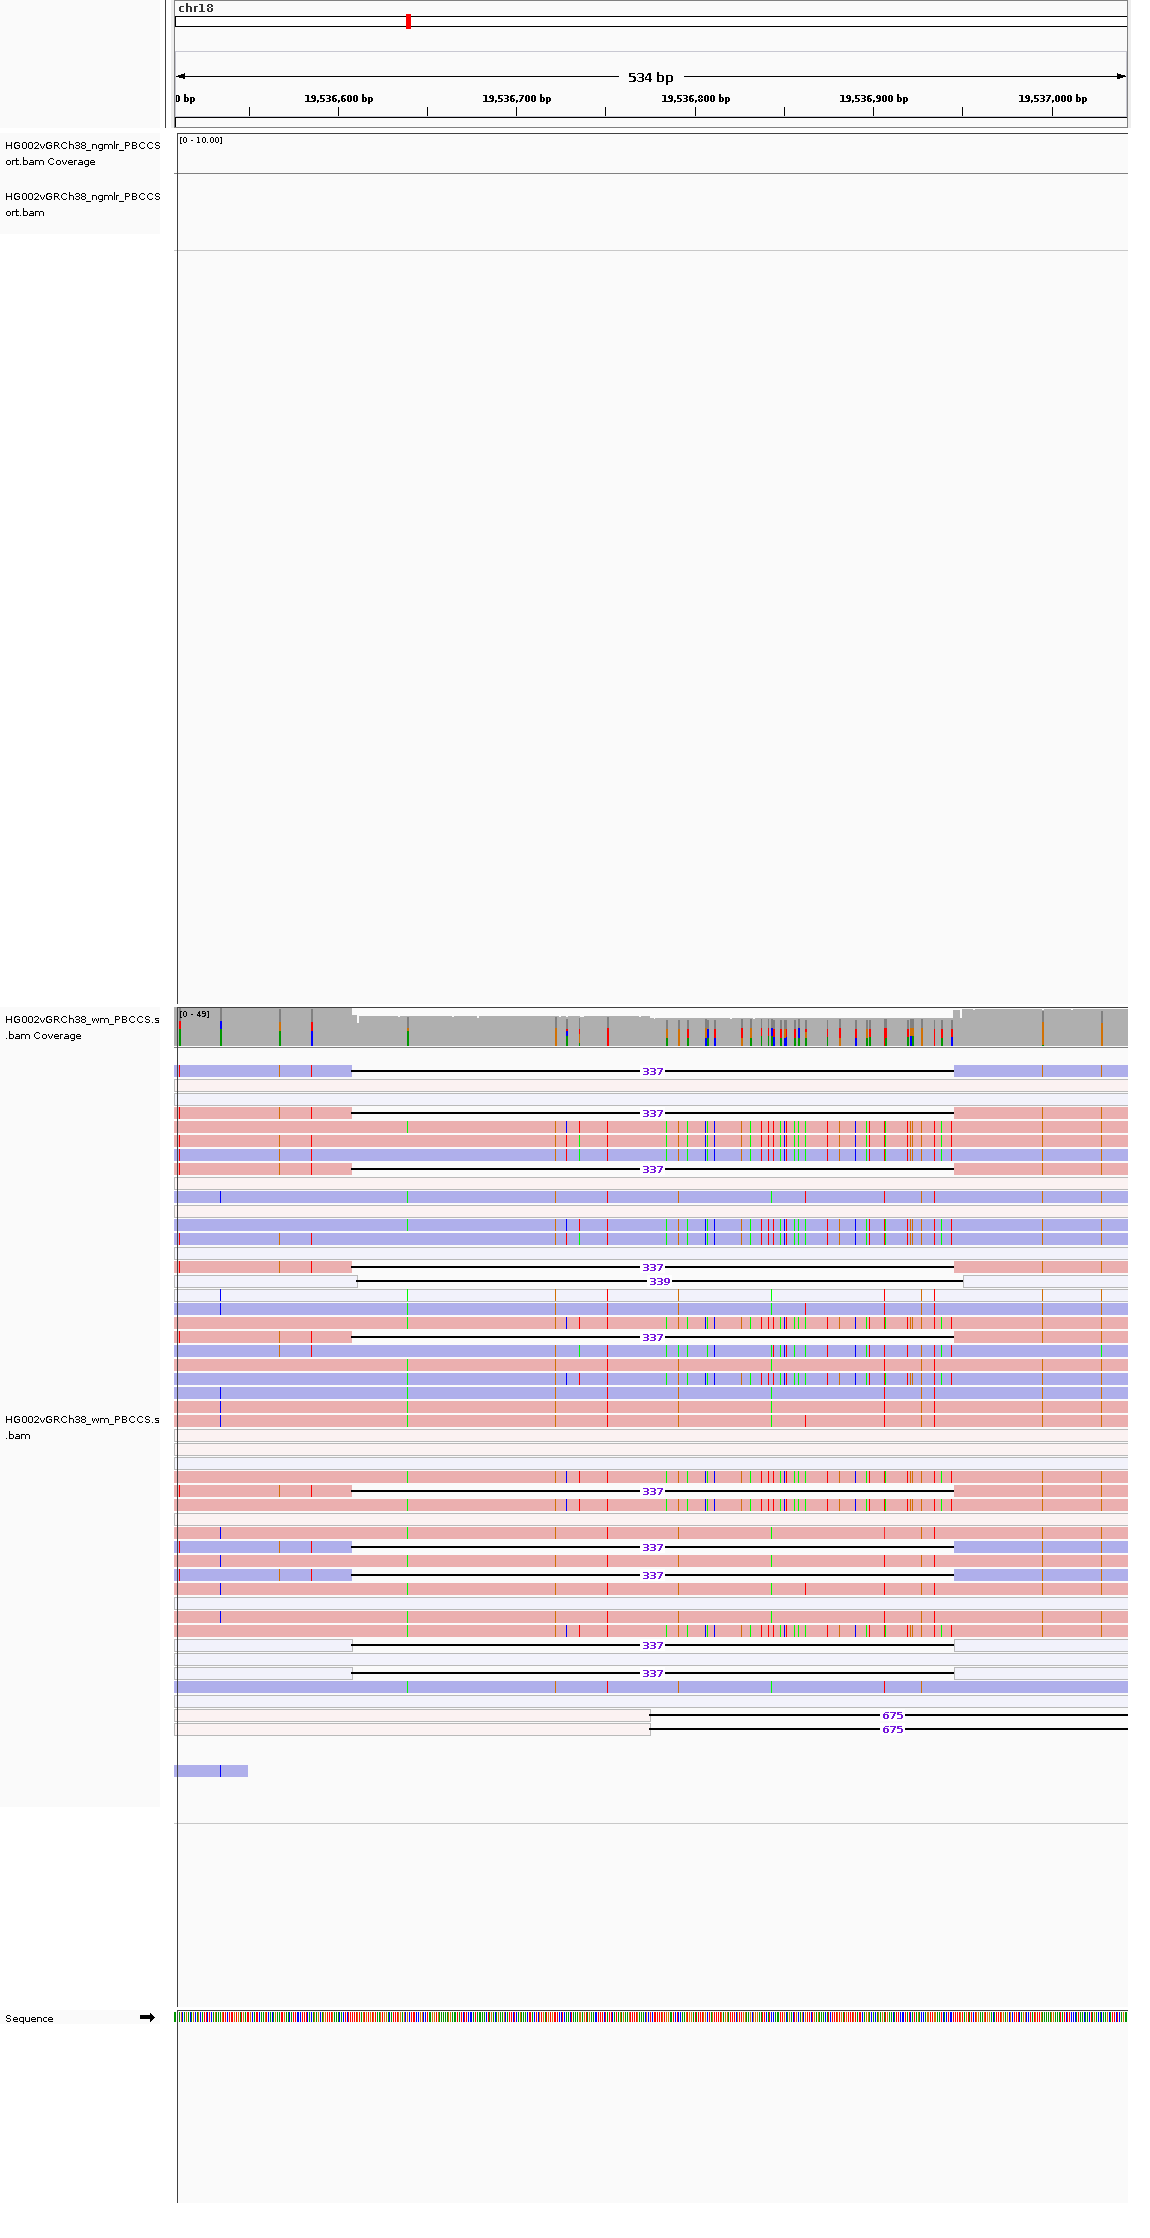 chr18
534 bp
0 bp 19,536,600 bp 19,536,700 bp 19,536,800 bp 19,536,900 bp 19,537,000 bp
HG002vGRCh38_ngmlr_PBCCS
ort.bam Coverage
[0 - 10.00]
HG002vGRCh38_ngmlr_PBCCS
ort.bam
HG002vGRCh38_wm_PBCCS.s
.bam Coverage
[0 - 49]
337
337
337
337
339
337
HG002vGRCh38_wm_PBCCS.s
.bam
337
337
337
337
337
675
675
Sequence